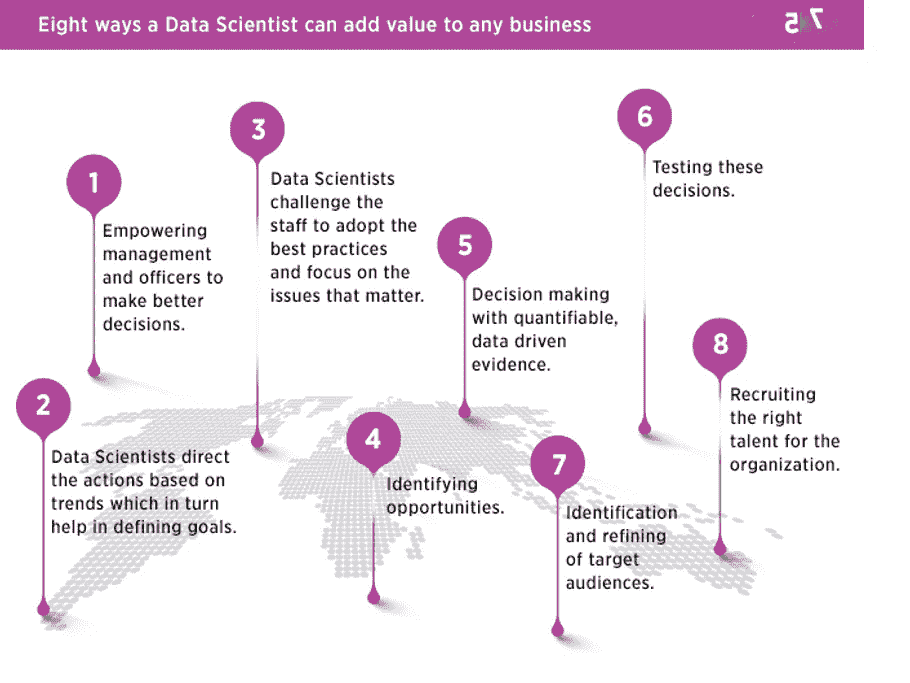 Eight ways a Data Scientist can add value to any business
1
Empowering
management
and officers to
make better
decisions.
2
Data Scientists direct
the actions based on
trends which in turn
help in defining goals.
3
Data Scientists
challenge the
staff to adopt the
best practices
and focus on the
issues that matter.
4
Identifying
opportunities.
5
Decision making
with quantifiable,
data driven
evidence.
6
Testing these
decisions.
7
Identification
and refining
of target
audiences.
8
Recruiting
the right
talent for the
organization.